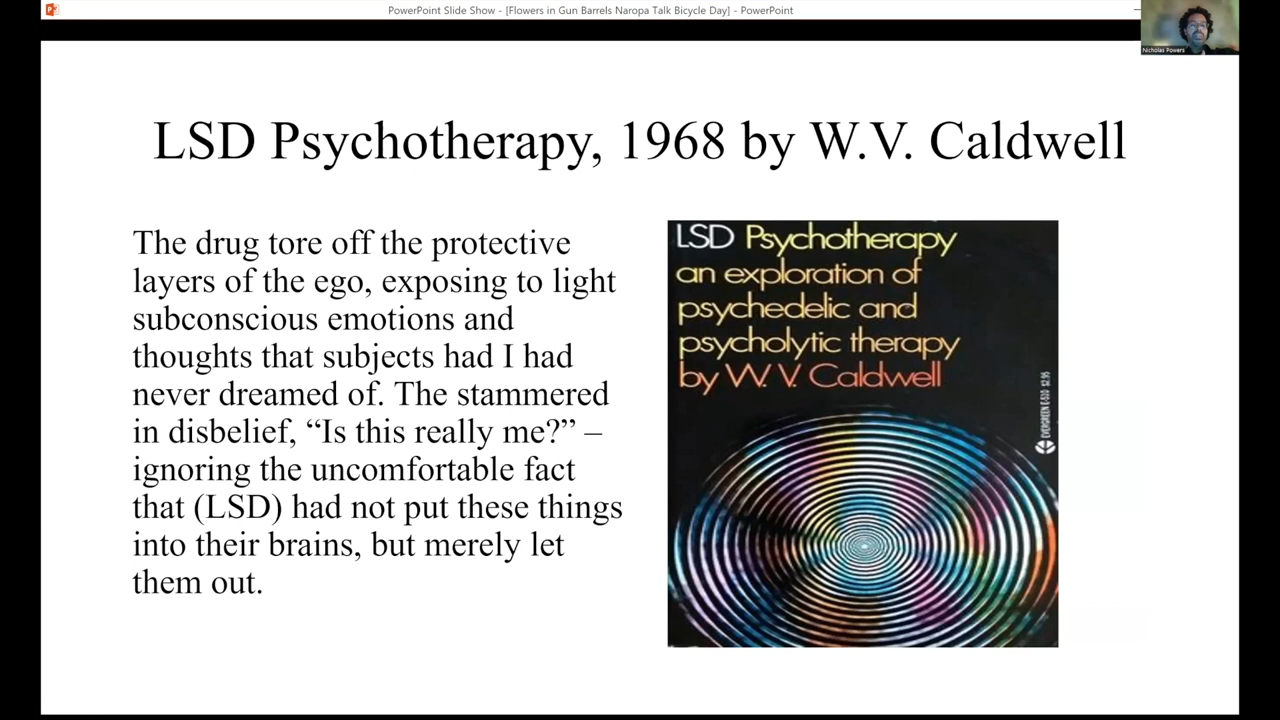 PowerPoint Slide Show - [Flowers in Gun Barrels Naropa Talk Bicycle Day] - PowerPoint
Nicholas Powers
LSD Psychotherapy, 1968 by W.V. Caldwell
The drug tore off the protective
layers of the ego, exposing to light
subconscious emotions and
thoughts that subjects had I had
never dreamed of. The stammered
in disbelief, “Is this really me?” –
ignoring the uncomfortable fact
that (LSD) had not put these things
into their brains, but merely let
them out.
LSD Psychotherapy
an exploration of
psychedelic and
psycholytic therapy
by W. V. Caldwell
EVERGREEN E-510 $2.95